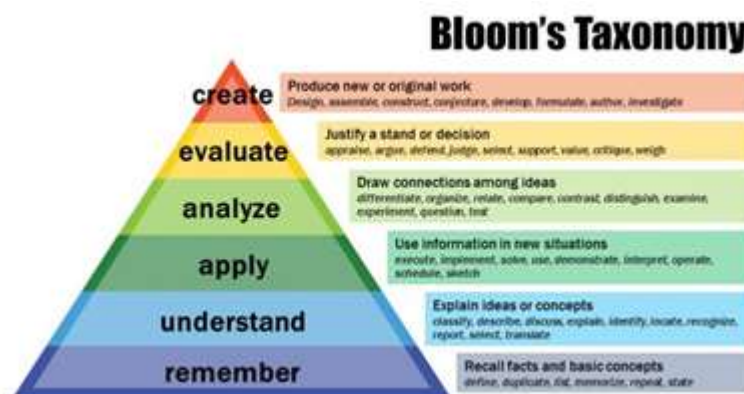 Bloom's Taxonomy
create
Produce new or original work
Design, assemble, construct, conjecture, develop, formulate, author, investigate
evaluate
Justify a stand or decision
appraise, argue, defend, judge, select, support, value, critique, weigh
analyze
Draw connections among ideas
differentiate, organize, relate, compare, contrast, distinguish, examine,
experiment, question, test
apply
Use information in new situations
execute, implement, solve, use, demonstrate, interpret, operate,
schedule, sketch
understand
Explain ideas or concepts
classify, describe, discuss, explain, identify, locate, recognize,
report, select, translate
remember
Recall facts and basic concepts
define, duplicate, list, memorize, repeat, state